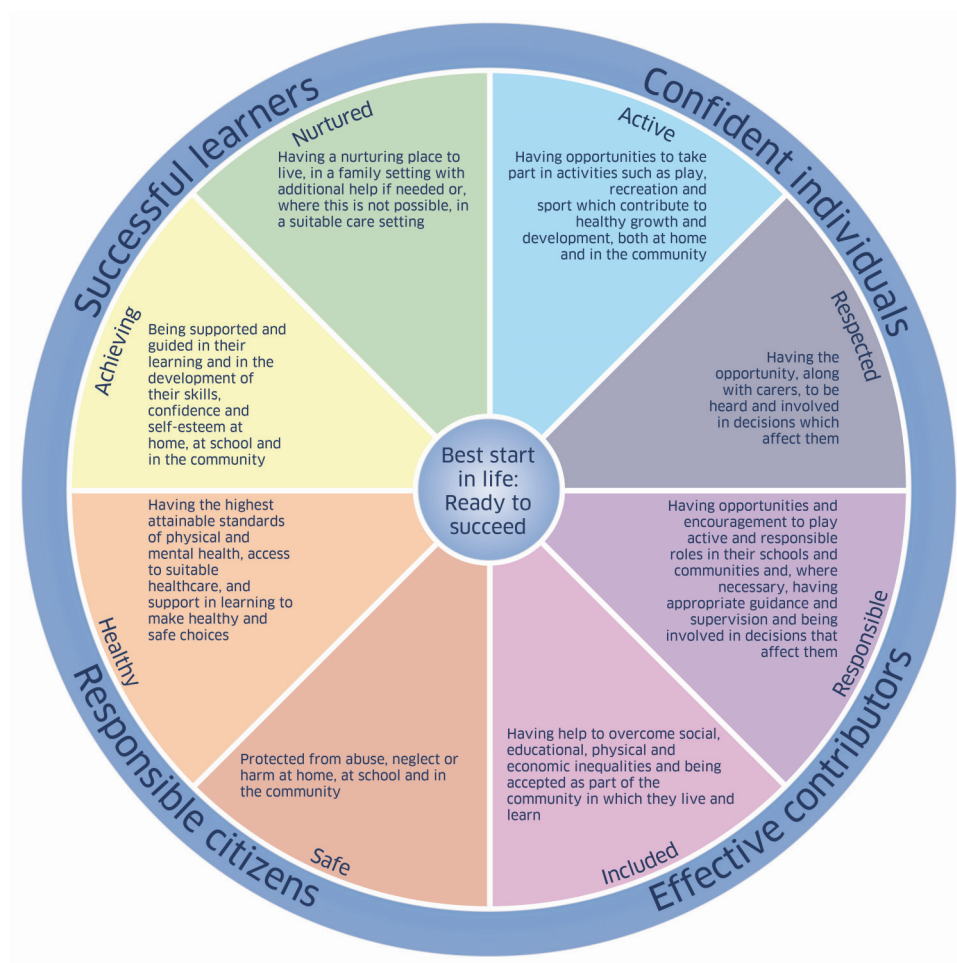 Successful learners
Confident individuals
Nurtured
Having a nurturing place to
live, in a family setting with
additional help if needed or,
where this is not possible, in
a suitable care setting
Active
Having opportunities to take
part in activities such as play,
recreation and
sport which contribute to
healthy growth and
development, both at home
and in the community
Achieving
Being supported and
guided in their
learning and in the
development of
their skills,
confidence and
self-esteem at
home, at school and
in the community
Respected
Having the
opportunity, along
with carers, to be
heard and involved
in decisions which
affect them
Best start
in life:
Ready to
succeed
Healthy
Having the highest
attainable standards
of physical and
mental health, access
to suitable
healthcare, and
support in learning to
make healthy and
safe choices
Responsible
Having opportunities and
encouragement to play
active and responsible
roles in their schools and
communities and, where
necessary, having
appropriate guidance and
supervision and being
involved in decisions that
affect them
Safe
Protected from abuse, neglect or
harm at home, at school and in
the community
Included
Having help to overcome social,
educational, physical and
economic inequalities and being
accepted as part of the
community in which they live and
learn
Responsible citizens
Effective contributors